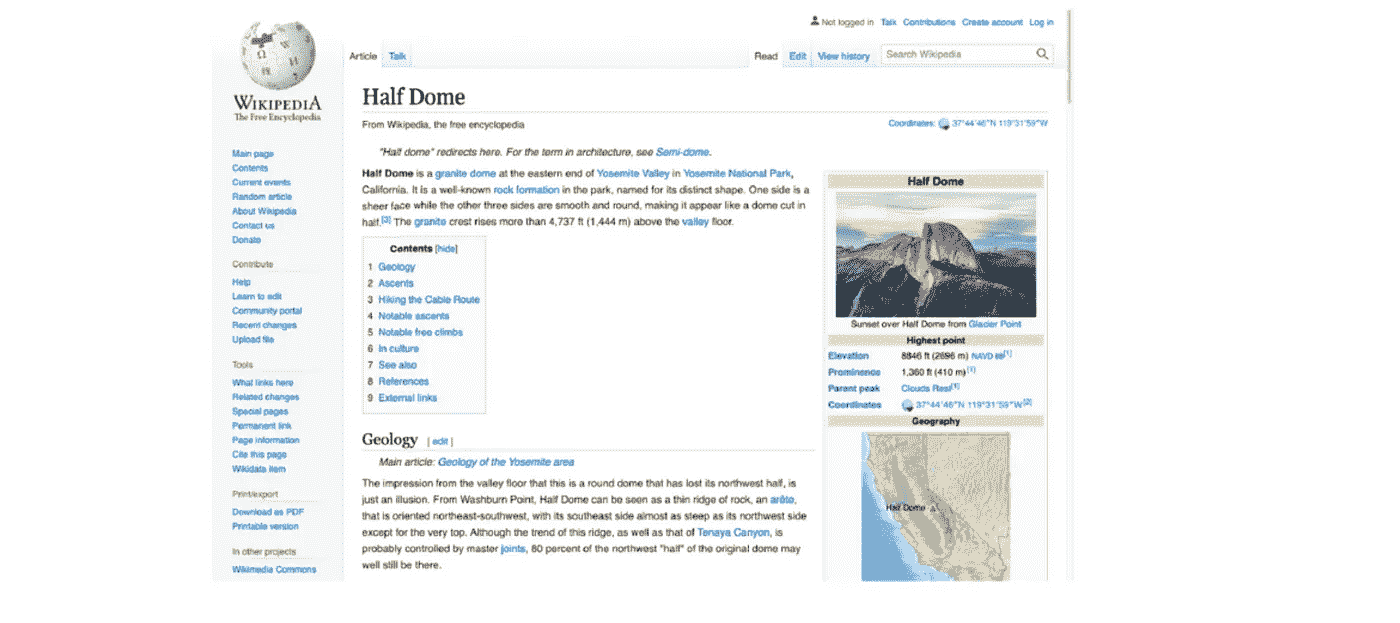 Not logged in Talk Contributions Create account Log in
WIKIPEDIA
The Free Encyclopedia
Article Talk
Read Edit View history Search Wikipedia
Half Dome
From Wikipedia, the free encyclopedia
Coordinates: 37°44′46″N 119°31′59″W
"Half dome" redirects here. For the term in architecture, see Semi-dome.
Half Dome is a granite dome at the eastern end of Yosemite Valley in Yosemite National Park,
California. It is a well-known rock formation in the park, named for its distinct shape. One side is a
sheer face while the other three sides are smooth and round, making it appear like a dome cut in
half.[3] The granite crest rises more than 4,737 ft (1,444 m) above the valley floor.
Contents [hide]
1 Geology
2 Ascents
3 Hiking the Cable Route
4 Notable ascents
5 Notable free climbs
6 In culture
7 See also
8 References
9 External links
Geology [ edit ]
Main article: Geology of the Yosemite area
The impression from the valley floor that this is a round dome that has lost its northwest half, is
just an illusion. From Washburn Point, Half Dome can be seen as a thin ridge of rock, an arête,
that is oriented northeast-southwest, with its southeast side almost as steep as its northwest side
except for the very top. Although the trend of this ridge, as well as that of Tenaya Canyon, is
probably controlled by master joints, 80 percent of the northwest "half" of the original dome may
well still be there.
Half Dome
Sunset over Half Dome from Glacier Point
Highest point
Elevation 8846 ft (2696 m) NAVD 88[1]
Prominence 1,360 ft (410 m)[1]
Parent peak Clouds Rest[1]
Coordinates 37°44′46″N 119°31′59″W[2]
Geography
Half Dome
Main page
Contents
Current events
Random article
About Wikipedia
Contact us
Donate
Contribute
Help
Learn to edit
Community portal
Recent changes
Upload file
Tools
What links here
Related changes
Special pages
Permanent link
Page information
Cite this page
Wikidata item
Print/export
Download as PDF
Printable version
In other projects
Wikimedia Commons